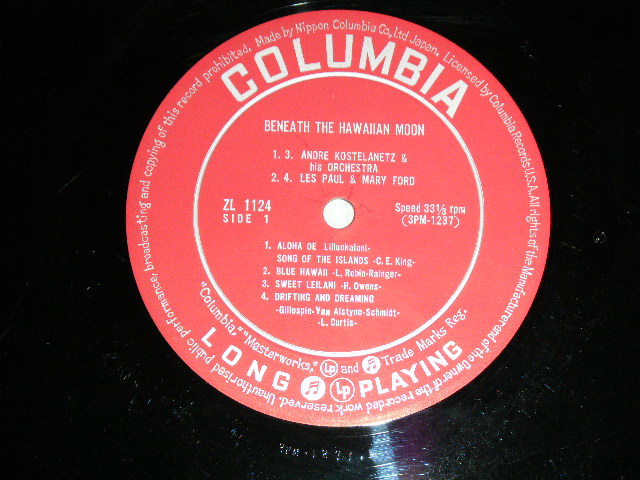 Unauthorised public performance, broadcasting and copying of this record prohibited. Made by Nippon Columbia Co., Ltd Japan. Licensed by Columbia Records U.S.A. All rights of the Manufacturer and of the Owner of the recorded work reserved.
COLUMBIA
BENEATH THE HAWAIIAN MOON
1. 3. ANDRE KOSTELANETZ &
his ORCHESTRA
2. 4. LES PAUL & MARY FORD
ZL 1124
SIDE 1
Speed 33⅓ rpm
(3PM-1237)
1. ALOHA OE Liliuokalani-
SONG OF THE ISLANDS -C. E. King-
2. BLUE HAWAII -L. Robin-Rainger-
3. SWEET LEILANI -H. Owens-
4. DRIFTING AND DREAMING
-Gillespie-Van Alstyne-Schmidt-
-L. Curtis-
"Columbia," "Masterworks," LP and Trade Marks Reg.
LONG LP PLAYING